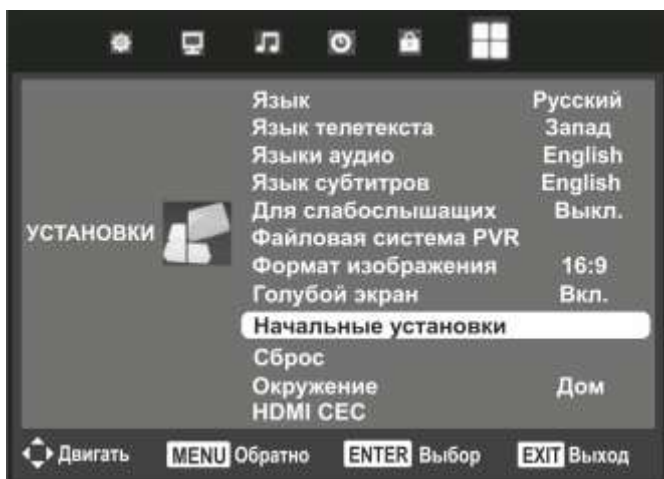 Язык Русский
Язык телетекста Запад
Языки аудио English
Язык субтитров English
Для слабослышащих Выкл.
УСТАНОВКИ
Файловая система PVR
Формат изображения 16:9
Голубой экран Вкл.
Начальные установки
Сброс
Окружение Дом
HDMI CEC
Двигать MENU Обратно ENTER Выбор EXIT Выход